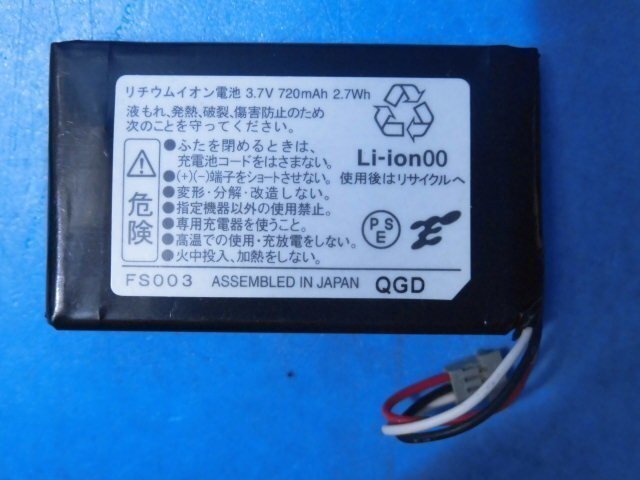 リチウムイオン電池 3.7V 720mAh 2.7Wh
液もれ、発熱、破裂、傷害防止のため
次のことを守ってください。
危険
●ふたを閉めるときは、
充電池コードをはさまない。
●(+)(-)端子をショートさせない。
●変形・分解・改造しない。
●指定機器以外の使用禁止。
●専用充電器を使うこと。
●高温での使用・充放電をしない。
●火中投入、加熱をしない。
Li-ion00
使用後はリサイクルへ
PSE
FS003 ASSEMBLED IN JAPAN QGD